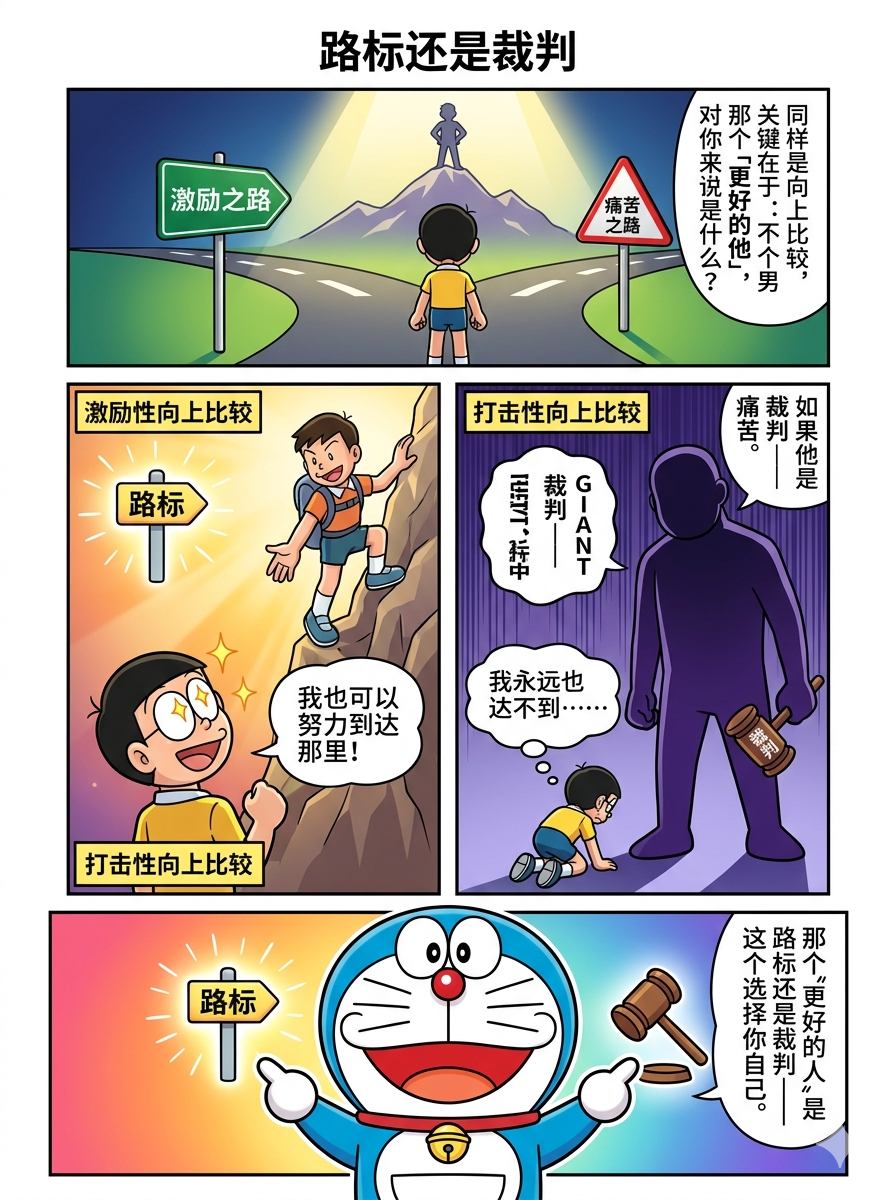 路标还是裁判
激励之路
痛苦
之路
同样是向上比较，
关键在于：不个男
那个「更好的他」，
对你来说是什么？
激励性向上比较
路标
我也可以
努力到达
那里！
打击性向上比较
打击性向上比较
如果他是
裁判——
痛苦。
GIANT
裁判——
我永远也
达不到……
裁判
路标
那个“更好的人”是
路标还是裁判——
这个选择你自己。